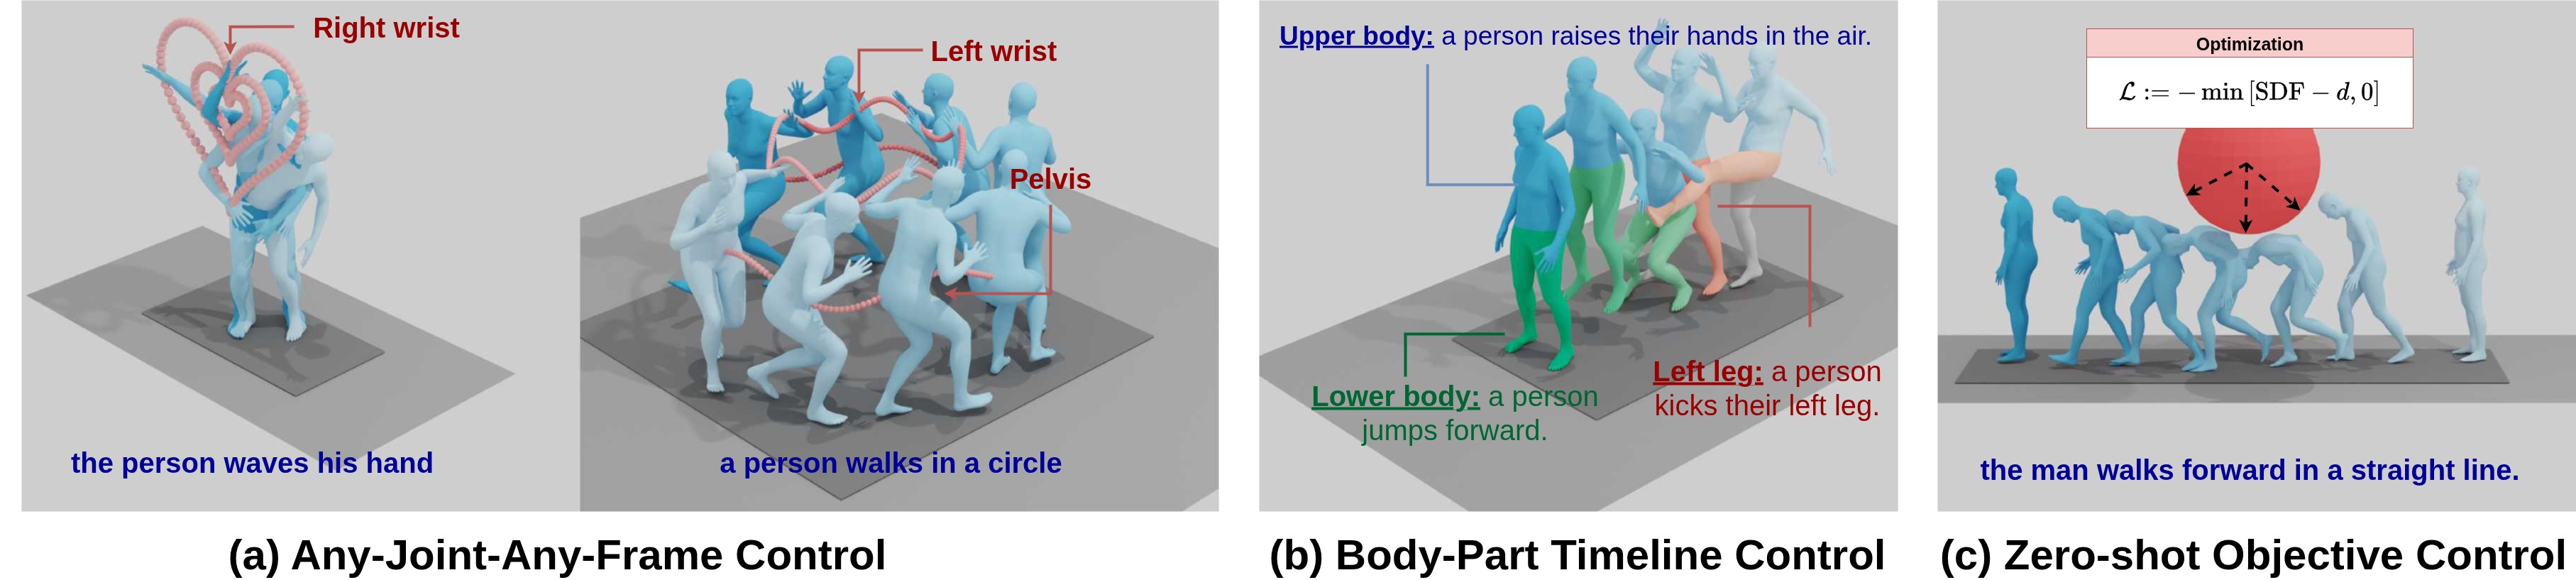 Right wrist
Left wrist
Pelvis
the person waves his hand
a person walks in a circle
(a) Any-Joint-Any-Frame Control
Upper body: a person raises their hands in the air.
Lower body: a person
jumps forward.
Left leg: a person
kicks their left leg.
(b) Body-Part Timeline Control
Optimization
ℒ := − min [SDF − d, 0]
the man walks forward in a straight line.
(c) Zero-shot Objective Control